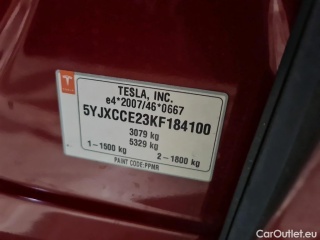 TESLA, INC.
e4*2007/46*0667
5YJXCCE23KF184100
3079 kg
5329 kg
1-1500 kg 2-1800 kg
PAINT CODE:PPMR
CarOutlet.eu